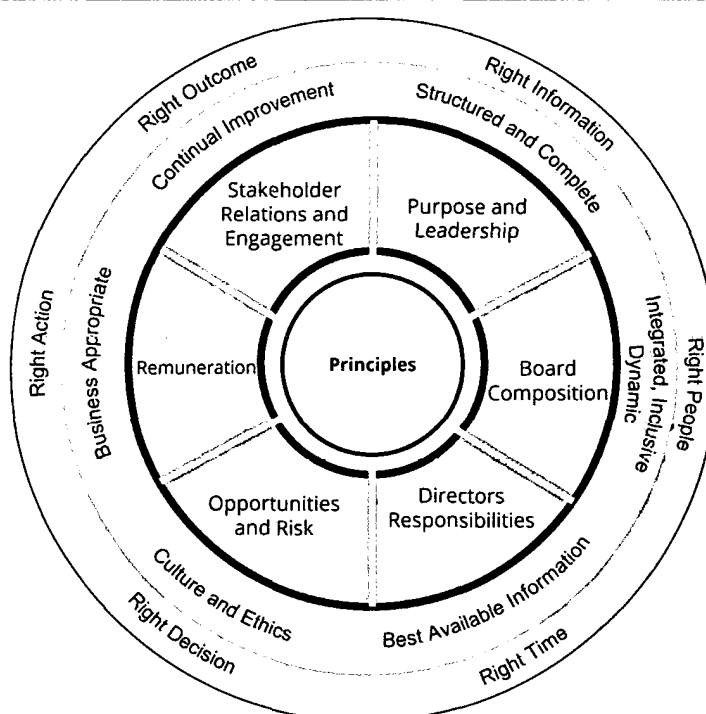 Right Outcome
Right Information
Continual Improvement
Structured and Complete
Stakeholder
Relations and
Engagement
Purpose and
Leadership
Right Action
Business Appropriate
Remuneration
Principles
Board
Composition
Integrated, Inclusive
Dynamic
Right People
Opportunities
and Risk
Directors
Responsibilities
Culture and Ethics
Best Available Information
Right Decision
Right Time